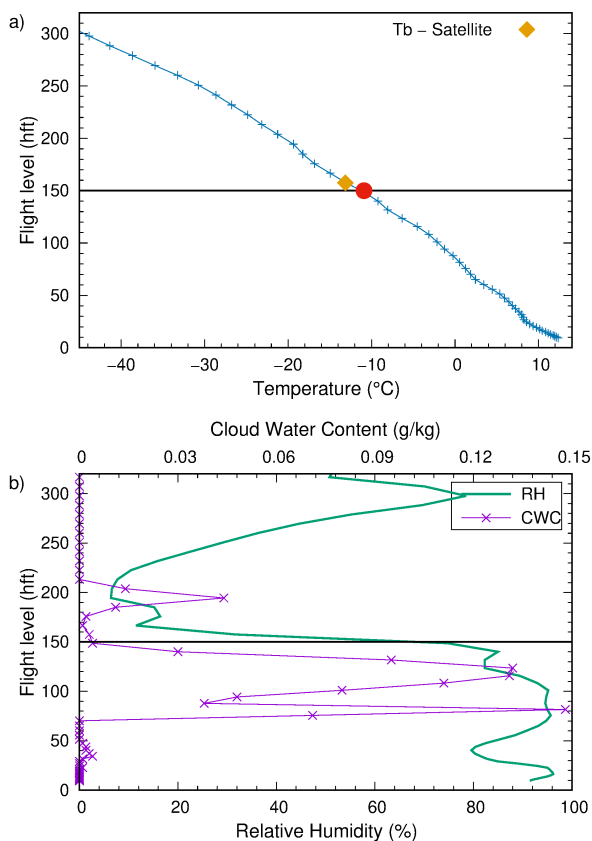 a)
Tb − Satellite
300
250
200
150
100
50
0
Flight level (hft)
−40 −30 −20 −10 0 10
Temperature (°C)
Cloud Water Content (g/kg)
0 0.03 0.06 0.09 0.12 0.15
b)
RH
CWC
300
250
200
150
100
50
0
Flight level (hft)
0 20 40 60 80 100
Relative Humidity (%)